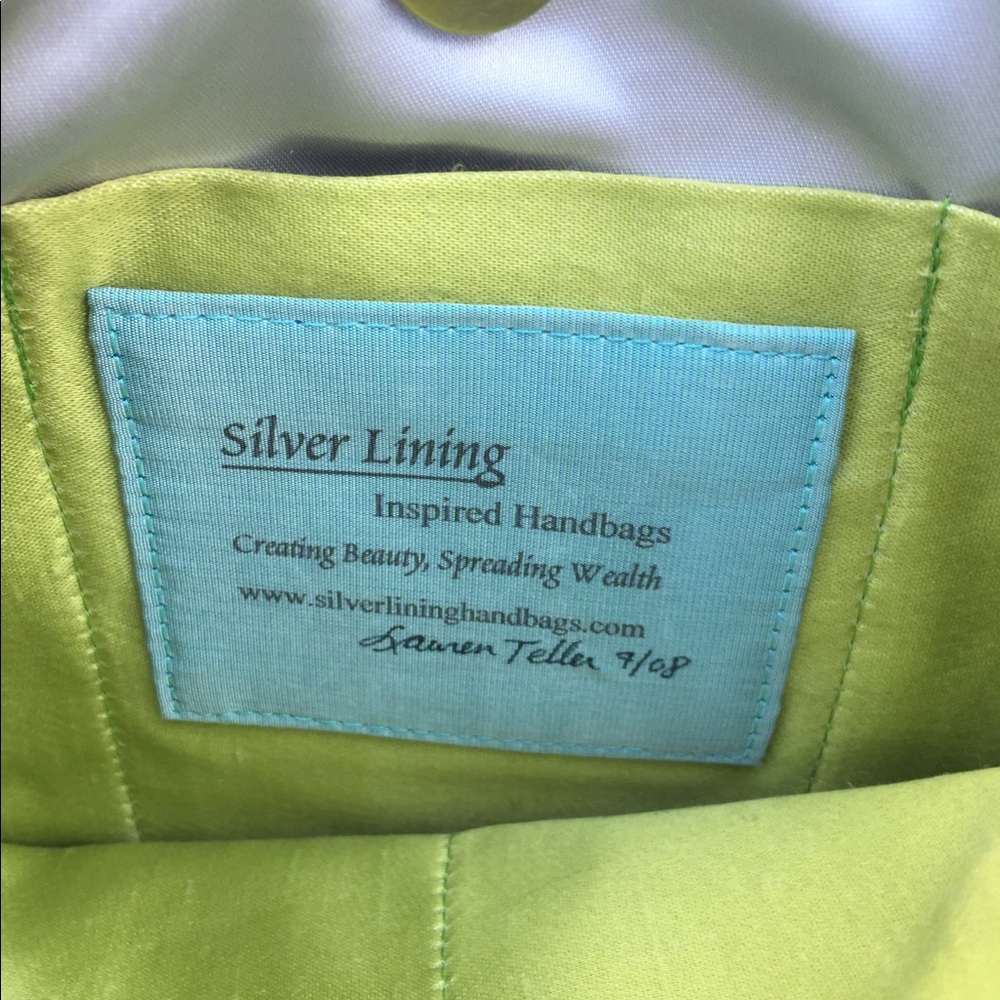 Silver Lining
Inspired Handbags
Creating Beauty, Spreading Wealth
www.silverlininghandbags.com
Lauren Teller 9/08